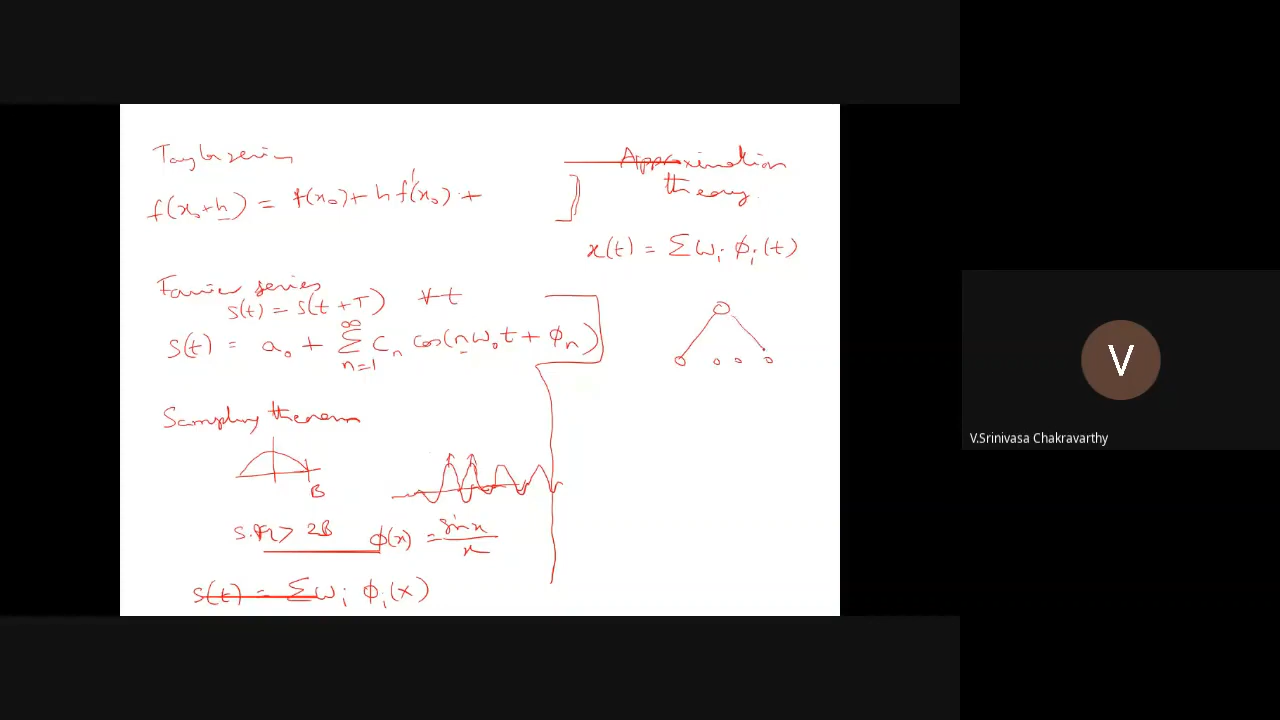 Taylor series
f(x₀+h) = f(x₀) + h f'(x₀) ·+
Fourier series
s(t) = s(t+T) ∀t
s(t) = a₀ + ∑ₙ₌₁^∞ Cₙ cos(nω₀t + ϕₙ)
Sampling theorem
B
> 2B ϕ(x) = sin x / x
s(t) = Σ wᵢ ϕᵢ(x)
Approximation
theory.
x(t) = Σ wᵢ ϕᵢ(t)
V
V.Srinivasa Chakravarthy